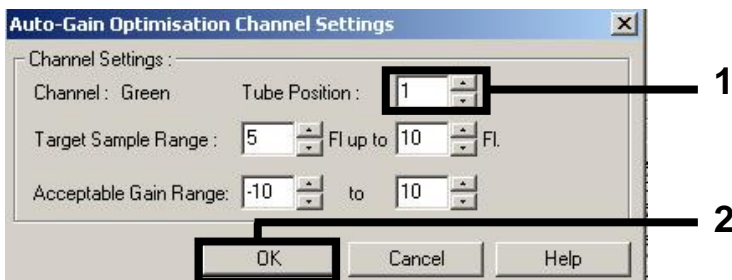 Auto-Gain Optimisation Channel Settings
Channel Settings :
Channel : Green Tube Position : 1 1
Target Sample Range : 5 Fl up to 10 Fl.
Acceptable Gain Range: -10 to 10
2
OK Cancel Help